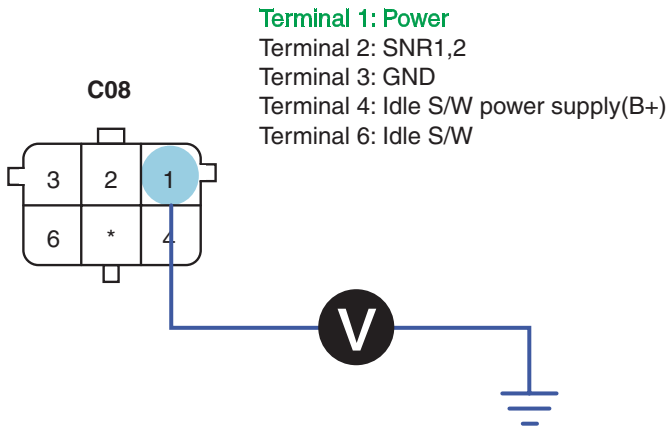 Terminal 1: Power
Terminal 2: SNR1,2
Terminal 3: GND
Terminal 4: Idle S/W power supply(B+)
Terminal 6: Idle S/W
C08
3 2 1
6 * 4
V